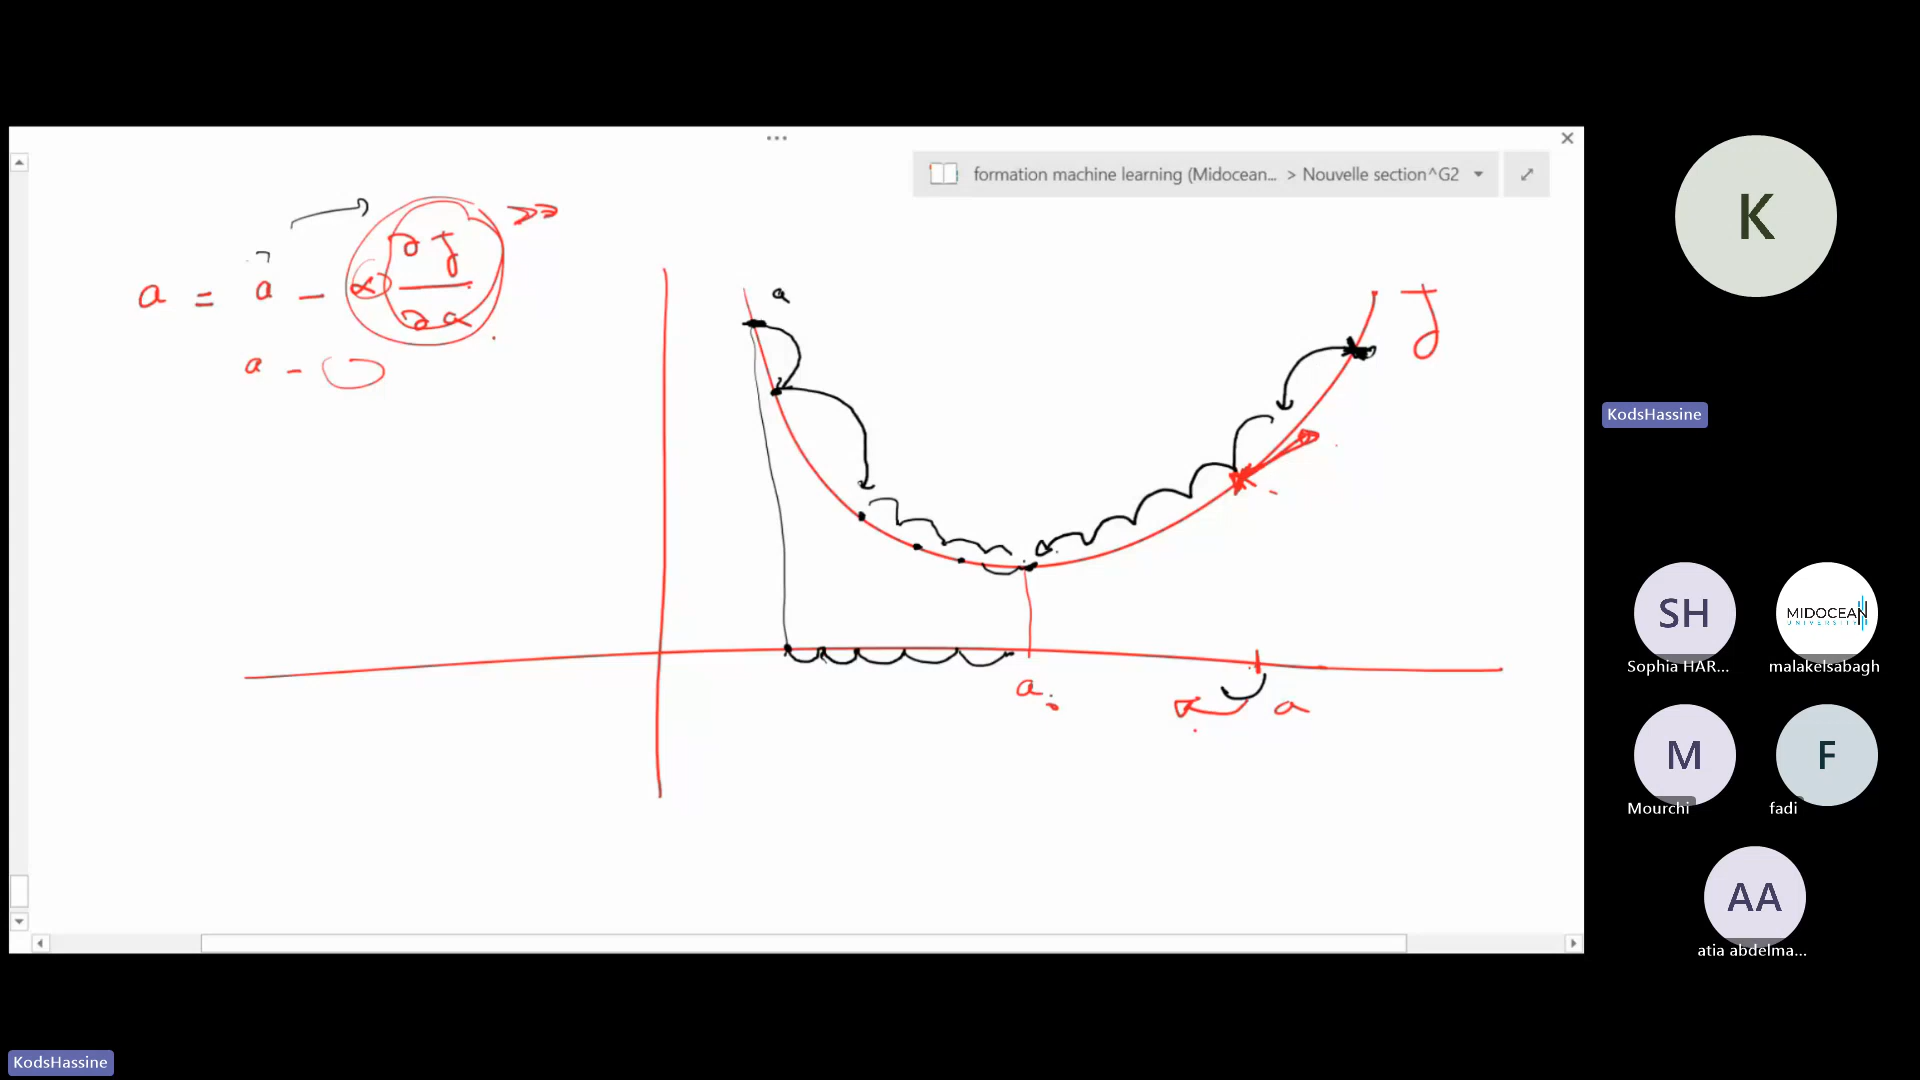 formation machine learning (Midocean... > Nouvelle section^G2
a = a - α ∂J
∂a
a -
a
J
a
a
K
KodsHassine
SH
Sophia HAR...
MIDOCEAN
UNIVERSITY
malakelsabagh
M
Mourchi
F
fadi
AA
atia abdelma...
KodsHassine